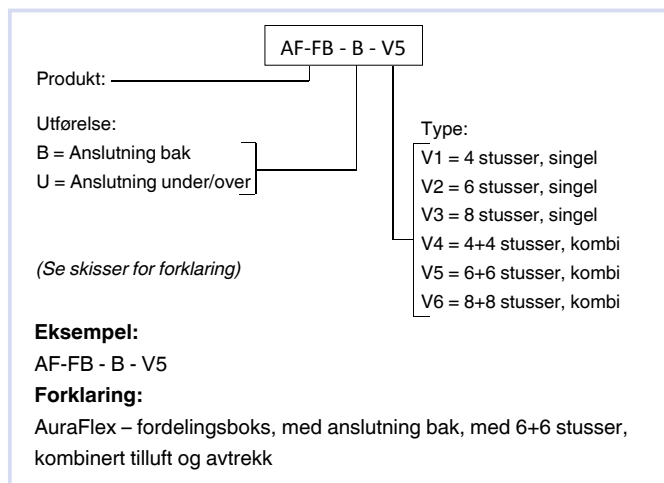 AF-FB - B - V5
Produkt:
Utførelse:
B = Anslutning bak
U = Anslutning under/over
Type:
V1 = 4 stusser, singel
V2 = 6 stusser, singel
V3 = 8 stusser, singel
V4 = 4+4 stusser, kombi
V5 = 6+6 stusser, kombi
V6 = 8+8 stusser, kombi
(Se skisser for forklaring)
Eksempel:
AF-FB - B - V5
Forklaring:
AuraFlex – fordelingsboks, med anslutning bak, med 6+6 stusser,
kombinert tilluft og avtrekk